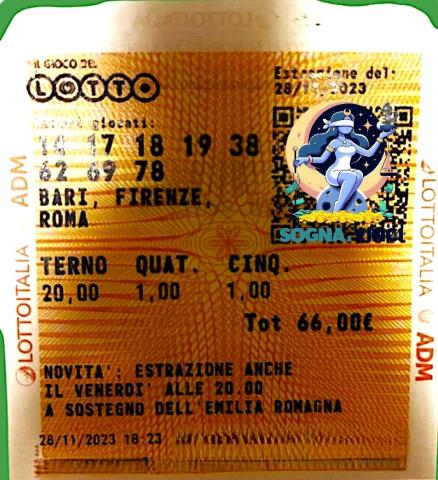 LOTTOITALIA
IL GIOCO DEL
LOTTO
Estrazione del:
28/11/2023
giocati:
14 17 18 19 38
62 69 78
BARI, FIRENZE,
ROMA
SOGNA
TERNO QUAT. CINQ.
20,00 1,00 1,00
Tot 66,00€
NOVITA': ESTRAZIONE ANCHE
IL VENERDI' ALLE 20.00
A SOSTEGNO DELL'EMILIA ROMAGNA
28/11/2023 18:23
LOTTOITALIA ADM
LOTTOITALIA ADM